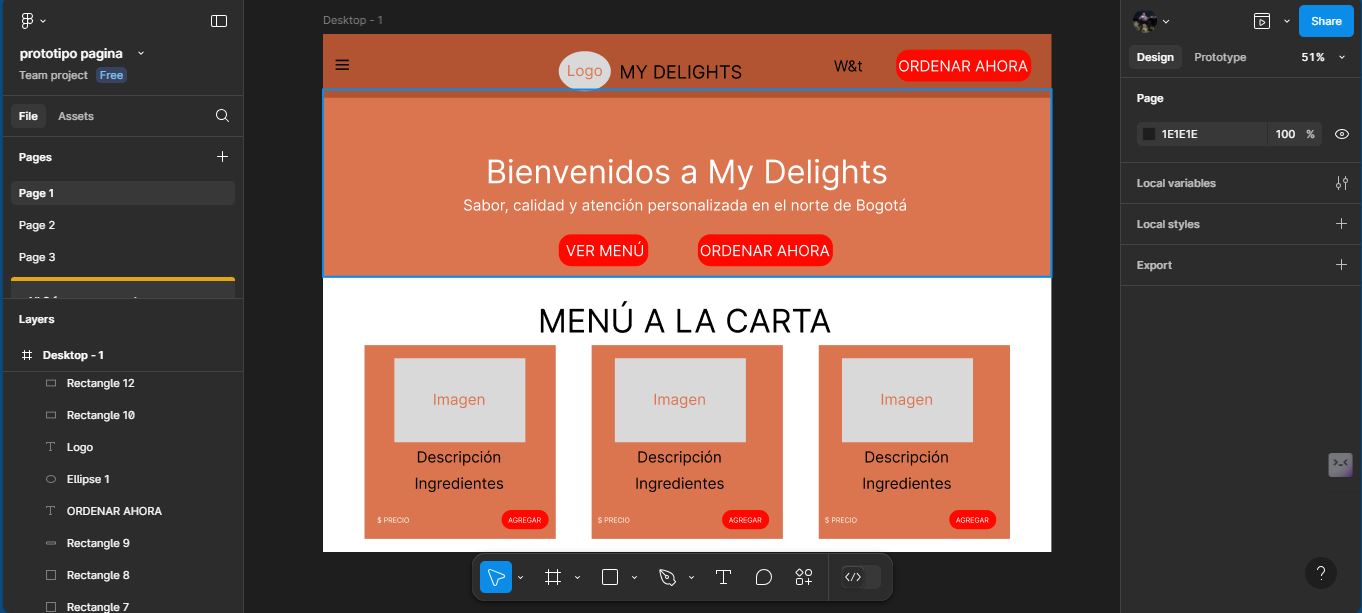 prototipo pagina
Team project Free
File Assets
Pages
Page 1
Page 2
Page 3
Layers
Desktop - 1
Rectangle 12
Rectangle 10
Logo
Ellipse 1
ORDENAR AHORA
Rectangle 9
Rectangle 8
Rectangle 7
Desktop - 1
Logo MY DELIGHTS W&t ORDENAR AHORA
Bienvenidos a My Delights
Sabor, calidad y atención personalizada en el norte de Bogotá
VER MENÚ ORDENAR AHORA
MENÚ A LA CARTA
Imagen Imagen Imagen
Descripción Descripción Descripción
Ingredientes Ingredientes Ingredientes
$ PRECIO AGREGAR $ PRECIO AGREGAR $ PRECIO AGREGAR
Share
Design Prototype 51%
Page
1E1E1E 100 %
Local variables
Local styles
Export
?